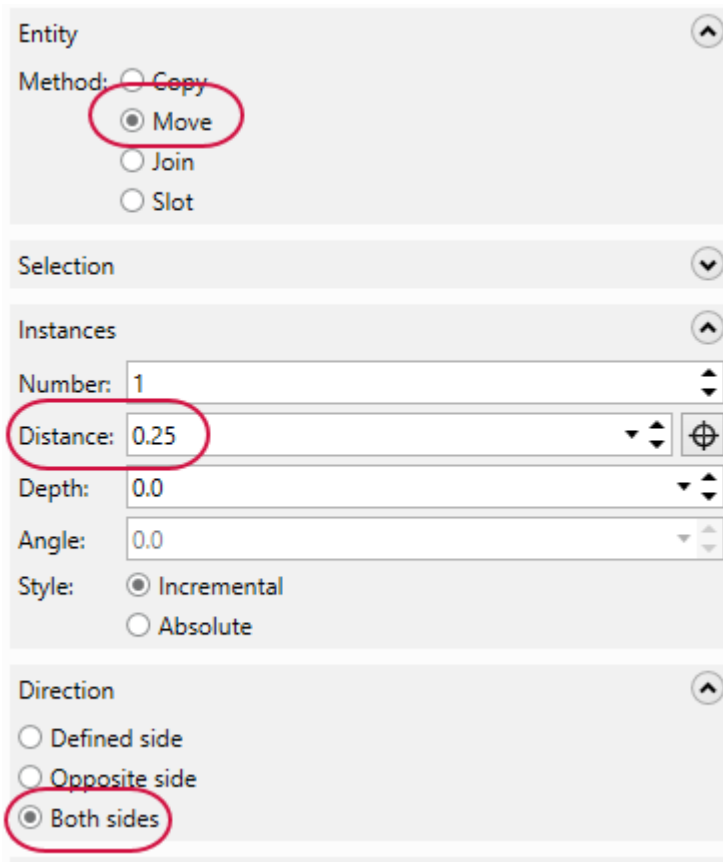 Entity
Method: Copy
Move
Join
Slot
Selection
Instances
Number: 1
Distance: 0.25
Depth: 0.0
Angle: 0.0
Style: Incremental
Absolute
Direction
Defined side
Opposite side
Both sides